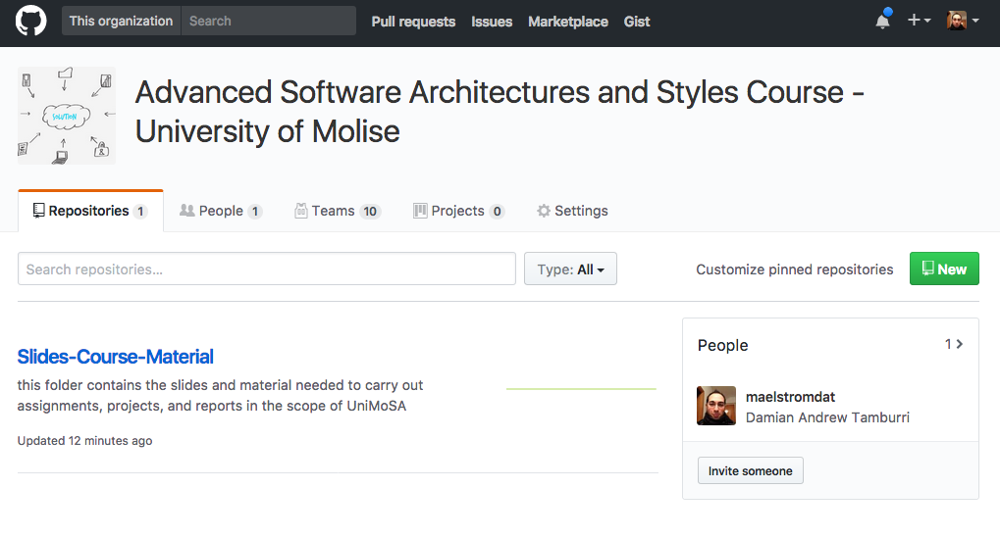 This organization Search Pull requests Issues Marketplace Gist
SOLUTION
Advanced Software Architectures and Styles Course -
University of Molise
Repositories 1 People 1 Teams 10 Projects 0 Settings
Search repositories... Type: All Customize pinned repositories New
Slides-Course-Material
this folder contains the slides and material needed to carry out
assignments, projects, and reports in the scope of UniMoSA
Updated 12 minutes ago
People 1
maelstromdat
Damian Andrew Tamburri
Invite someone